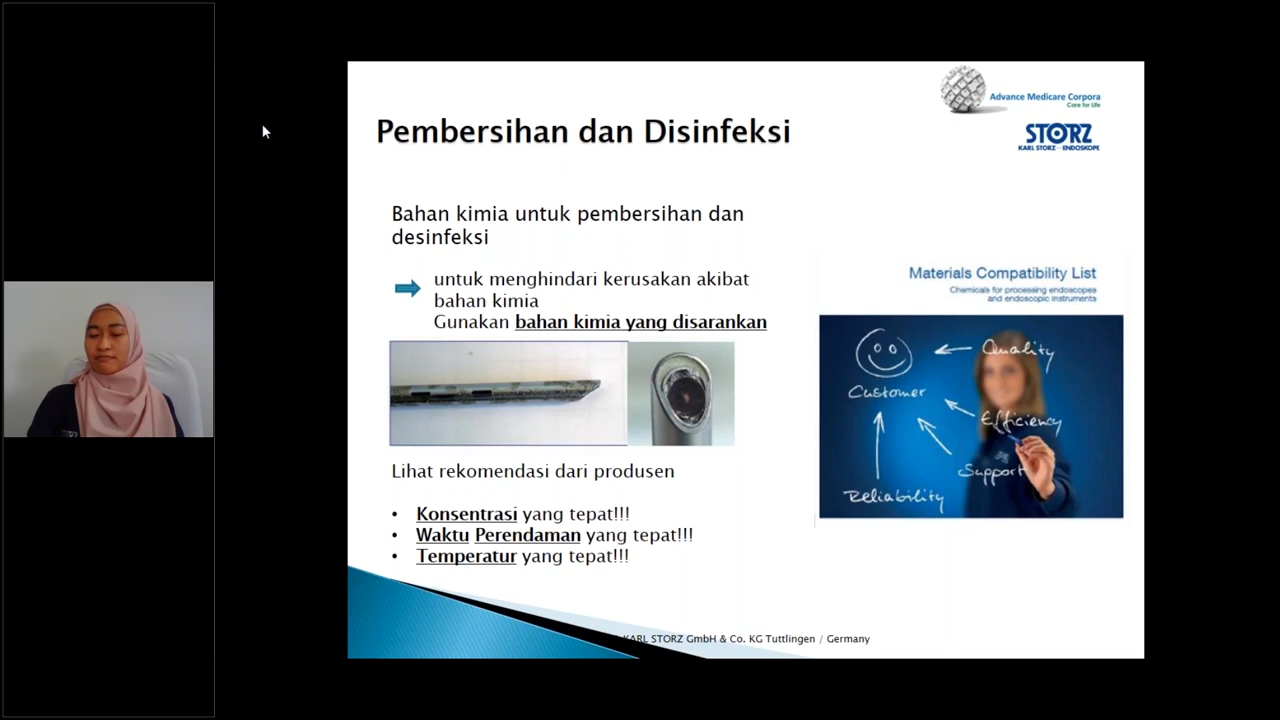 Advance Medicare Corpora
Care for Life
STORZ
KARL STORZ - ENDOSKOPE
Pembersihan dan Disinfeksi
Bahan kimia untuk pembersihan dan
desinfeksi
untuk menghindari kerusakan akibat
bahan kimia
Gunakan bahan kimia yang disarankan
Lihat rekomendasi dari produsen
• Konsentrasi yang tepat!!!
• Waktu Perendaman yang tepat!!!
• Temperatur yang tepat!!!
Materials Compatibility List
Chemicals for processing endoscopes
and endoscopic instruments
Quality
Customer
Efficiency
Support
Reliability
KARL STORZ GmbH & Co. KG Tuttlingen / Germany